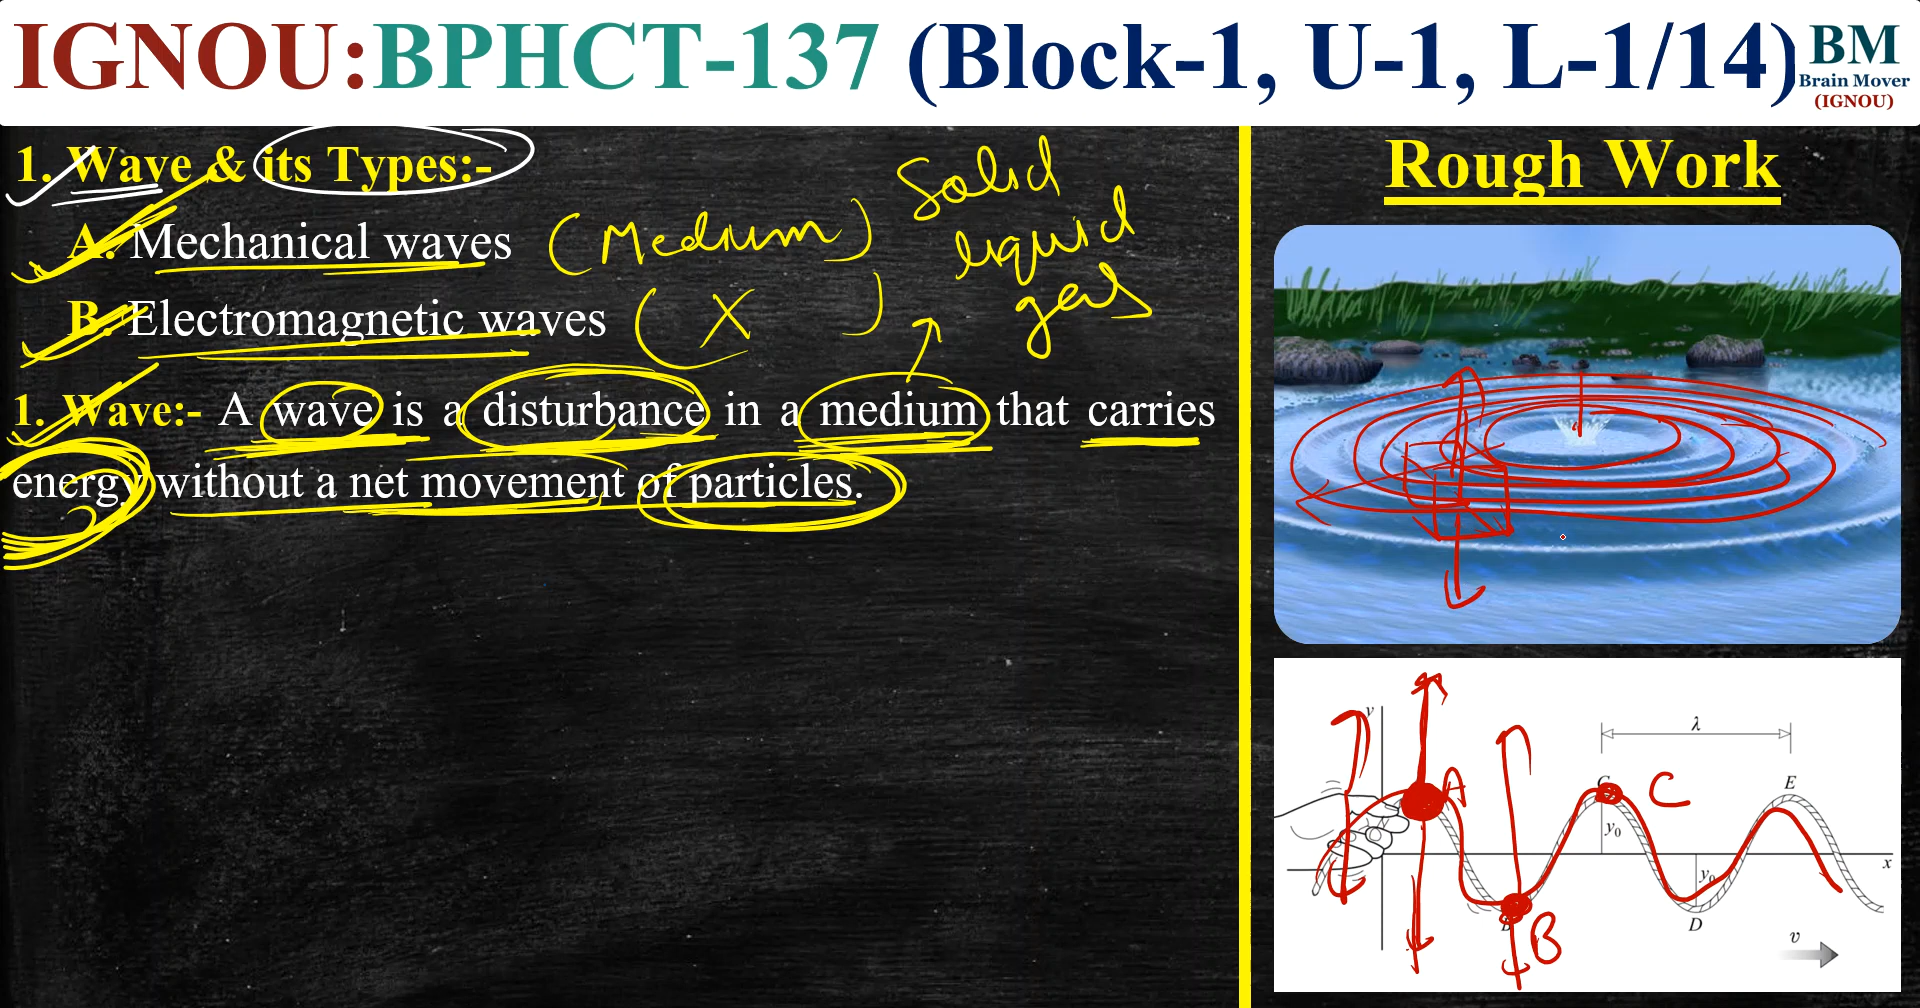 IGNOU:BPHCT-137 (Block-1, U-1, L-1/14)
BM
Brain Mover
(IGNOU)
1. Wave & its Types:-
A. Mechanical waves (Medium)
Solid
liquid
gas
B. Electromagnetic waves (X)
1. Wave:- A wave is a disturbance in a medium that carries
energy without a net movement of particles.
Rough Work
y
λ
A
C
C
E
y₀
x
y₀
B
D
v